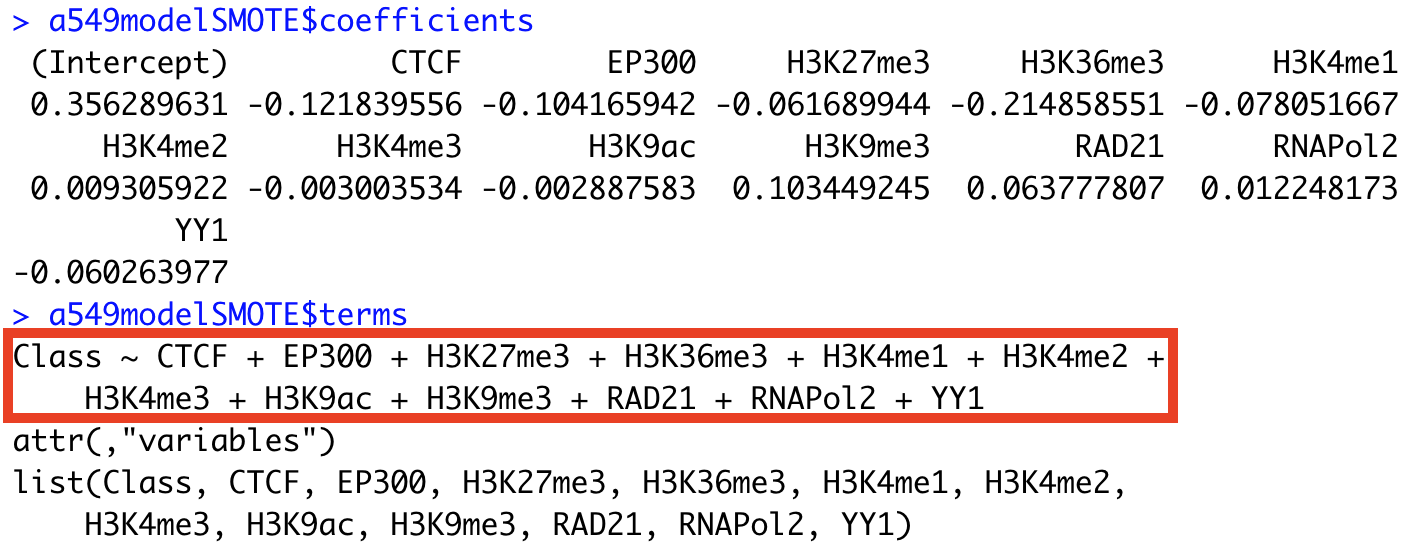 > a549modelSMOTE$coefficients
(Intercept) CTCF EP300 H3K27me3 H3K36me3 H3K4me1
0.356289631 -0.121839556 -0.104165942 -0.061689944 -0.214858551 -0.078051667
H3K4me2 H3K4me3 H3K9ac H3K9me3 RAD21 RNAPol2
0.009305922 -0.003003534 -0.002887583 0.103449245 0.063777807 0.012248173
YY1
-0.060263977
> a549modelSMOTE$terms
Class ~ CTCF + EP300 + H3K27me3 + H3K36me3 + H3K4me1 + H3K4me2 +
H3K4me3 + H3K9ac + H3K9me3 + RAD21 + RNAPol2 + YY1
attr(,"variables")
list(Class, CTCF, EP300, H3K27me3, H3K36me3, H3K4me1, H3K4me2,
H3K4me3, H3K9ac, H3K9me3, RAD21, RNAPol2, YY1)